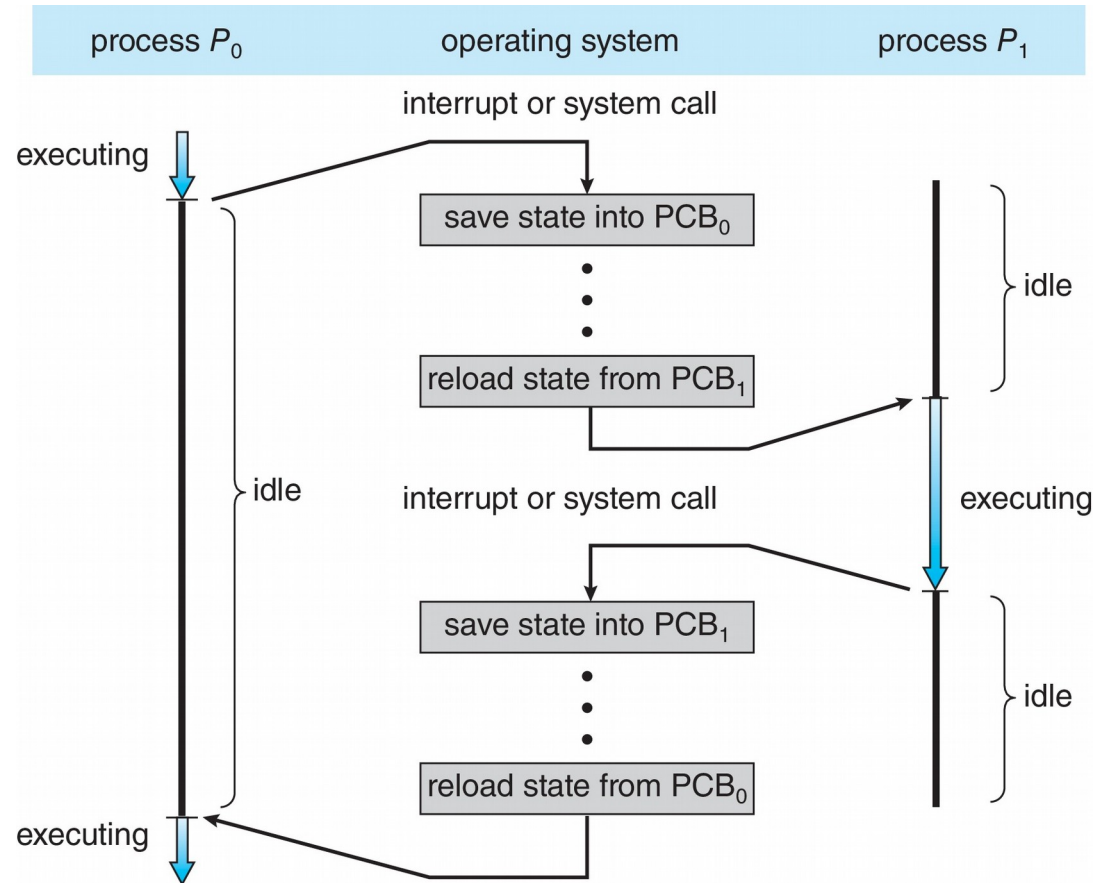 process P₀
operating system
process P₁
interrupt or system call
executing
save state into PCB₀
idle
reload state from PCB₁
idle
interrupt or system call
executing
save state into PCB₁
idle
reload state from PCB₀
executing